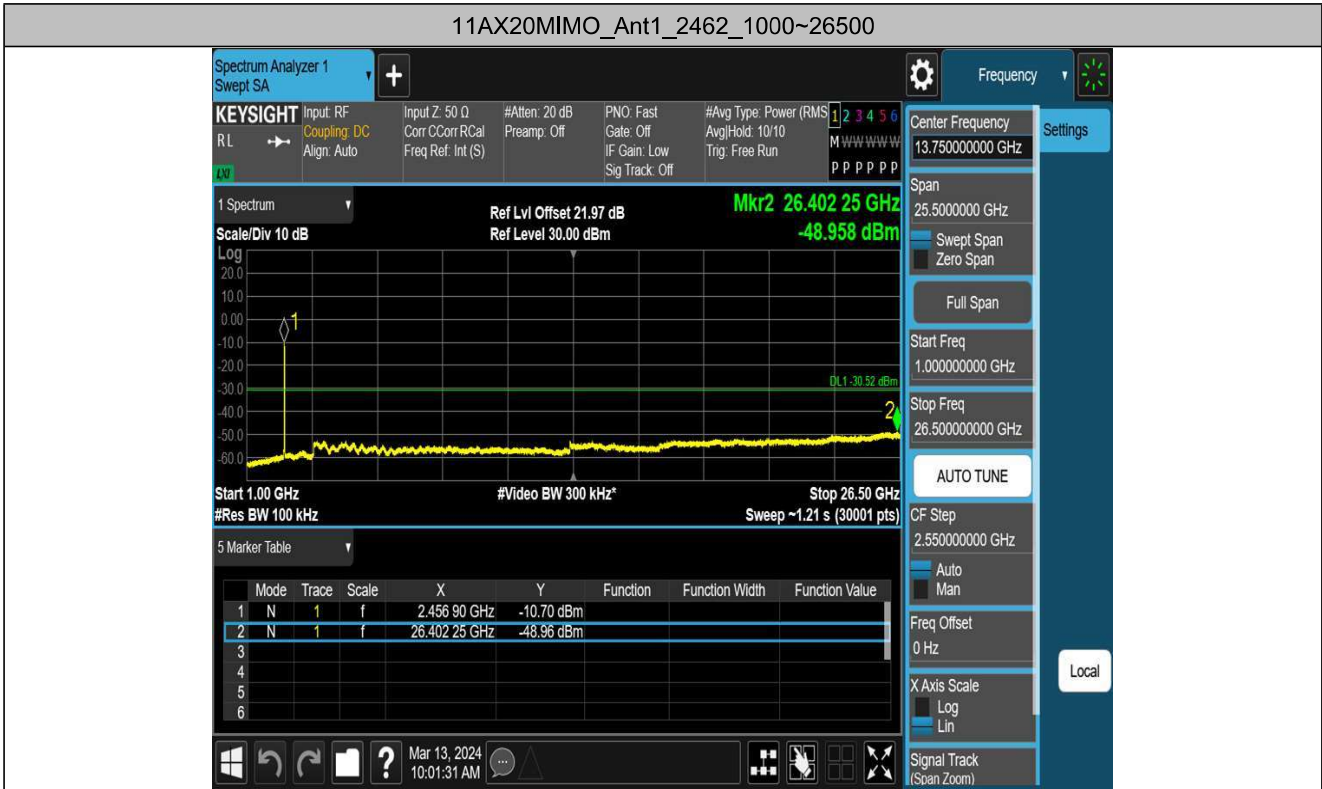 11AX20MIMO_Ant1_2462_1000~26500
Spectrum Analyzer 1
Swept SA
+
Frequency
KEYSIGHT
RL
LXI
Input: RF
Coupling: DC
Align: Auto
Input Z: 50 Ω
Corr CCorr RCal
Freq Ref: Int (S)
#Atten: 20 dB
Preamp: Off
PNO: Fast
Gate: Off
IF Gain: Low
Sig Track: Off
#Avg Type: Power (RMS
Avg|Hold: 10/10
Trig: Free Run
1 2 3 4 5 6
M W W W W W
P P P P P P
1 Spectrum
Scale/Div 10 dB
Ref Lvl Offset 21.97 dB
Ref Level 30.00 dBm
Mkr2 26.402 25 GHz
-48.958 dBm
Log
20.0
10.0
0.00
-10.0
-20.0
-30.0
-40.0
-50.0
-60.0
1
DL1 -30.52 dBm
2
Start 1.00 GHz
#Video BW 300 kHz*
Stop 26.50 GHz
#Res BW 100 kHz
Sweep ~1.21 s (30001 pts)
5 Marker Table
Mode Trace Scale X Y Function Function Width Function Value
1 N 1 f 2.456 90 GHz -10.70 dBm
2 N 1 f 26.402 25 GHz -48.96 dBm
3
4
5
6
Center Frequency
13.750000000 GHz
Settings
Span
25.5000000 GHz
Swept Span
Zero Span
Full Span
Start Freq
1.000000000 GHz
Stop Freq
26.500000000 GHz
AUTO TUNE
CF Step
2.550000000 GHz
Auto
Man
Freq Offset
0 Hz
X Axis Scale
Log
Lin
Signal Track
(Span Zoom)
Local
?
Mar 13, 2024
10:01:31 AM